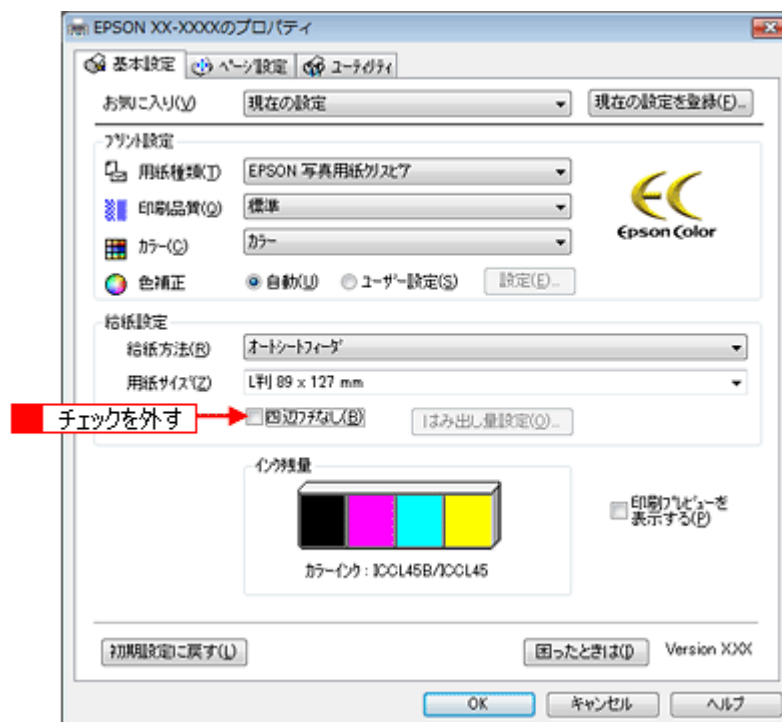 EPSON XX-XXXXのプロパティ
基本設定 ページ設定 ユーティリティ
お気に入り(V) 現在の設定 現在の設定を登録(F)...
プリント設定
用紙種類(T) EPSON 写真用紙クリスピア
印刷品質(Q) 標準
カラー(C) カラー
Epson Color
色補正 自動(U) ユーザー設定(S) 設定(E)...
給紙設定
給紙方法(R) オートシートフィーダ
用紙サイズ(Z) L判 89 x 127 mm
チェックを外す 四辺フチなし(B) はみ出し量設定(O)...
インク残量
印刷プレビューを
表示する(P)
カラーインク : ICCL45B/ICCL45
初期設定に戻す(L) 困ったときは(I) Version X.XX
OK キャンセル ヘルプ